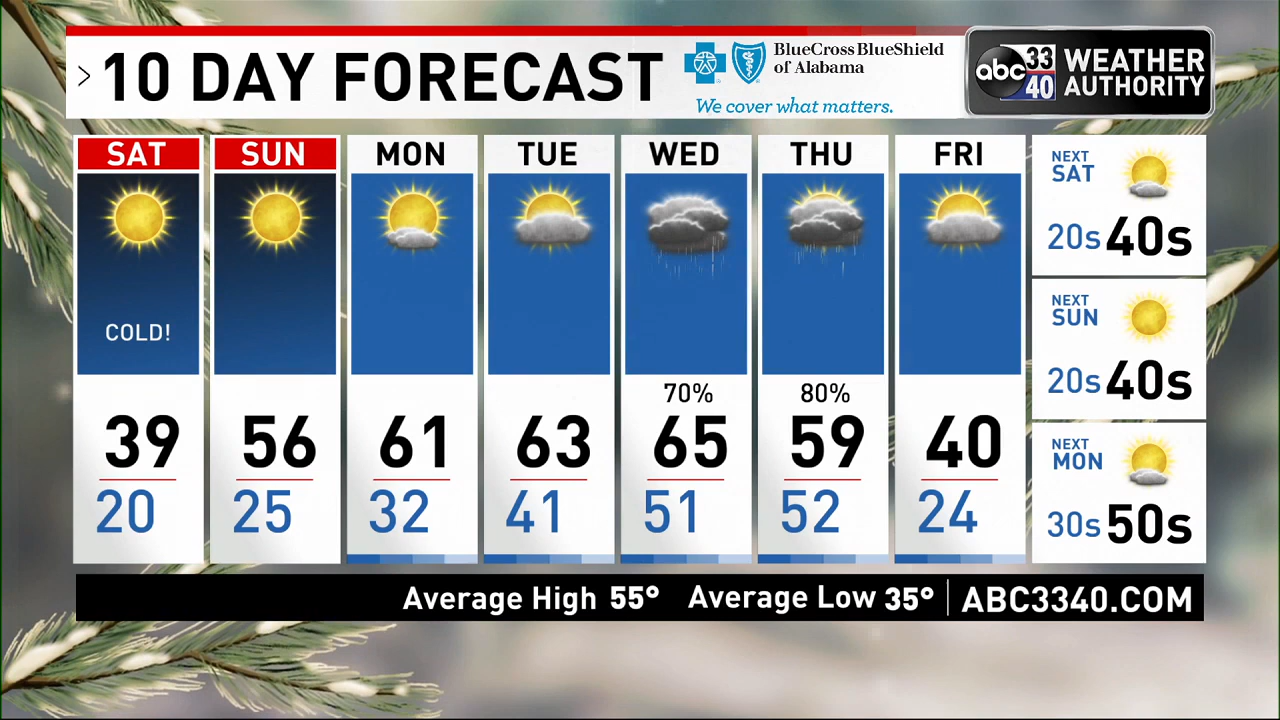 > 10 DAY FORECAST
BlueCross BlueShield
of Alabama
We cover what matters.
abc 33 40
WEATHER
AUTHORITY
SAT
COLD!
39
20
SUN
56
25
MON
61
32
TUE
63
41
WED
70%
65
51
THU
80%
59
52
FRI
40
24
NEXT
SAT
20s 40s
NEXT
SUN
20s 40s
NEXT
MON
30s 50s
Average High 55° Average Low 35° | ABC3340.COM